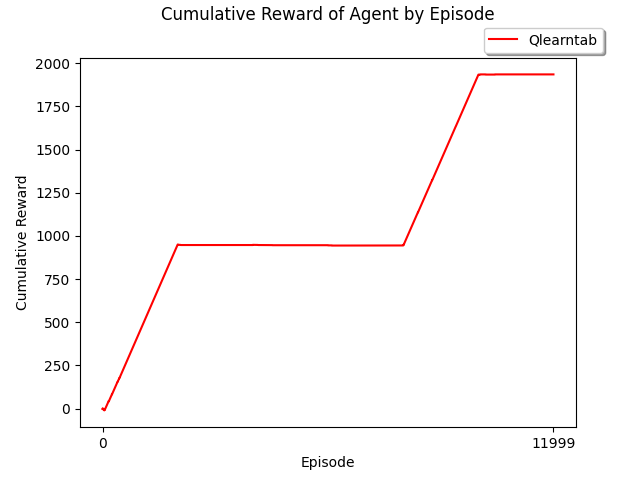 Cumulative Reward of Agent by Episode
Qlearntab
2000
1750
1500
1250
1000
750
500
250
0
Cumulative Reward
0 11999
Episode